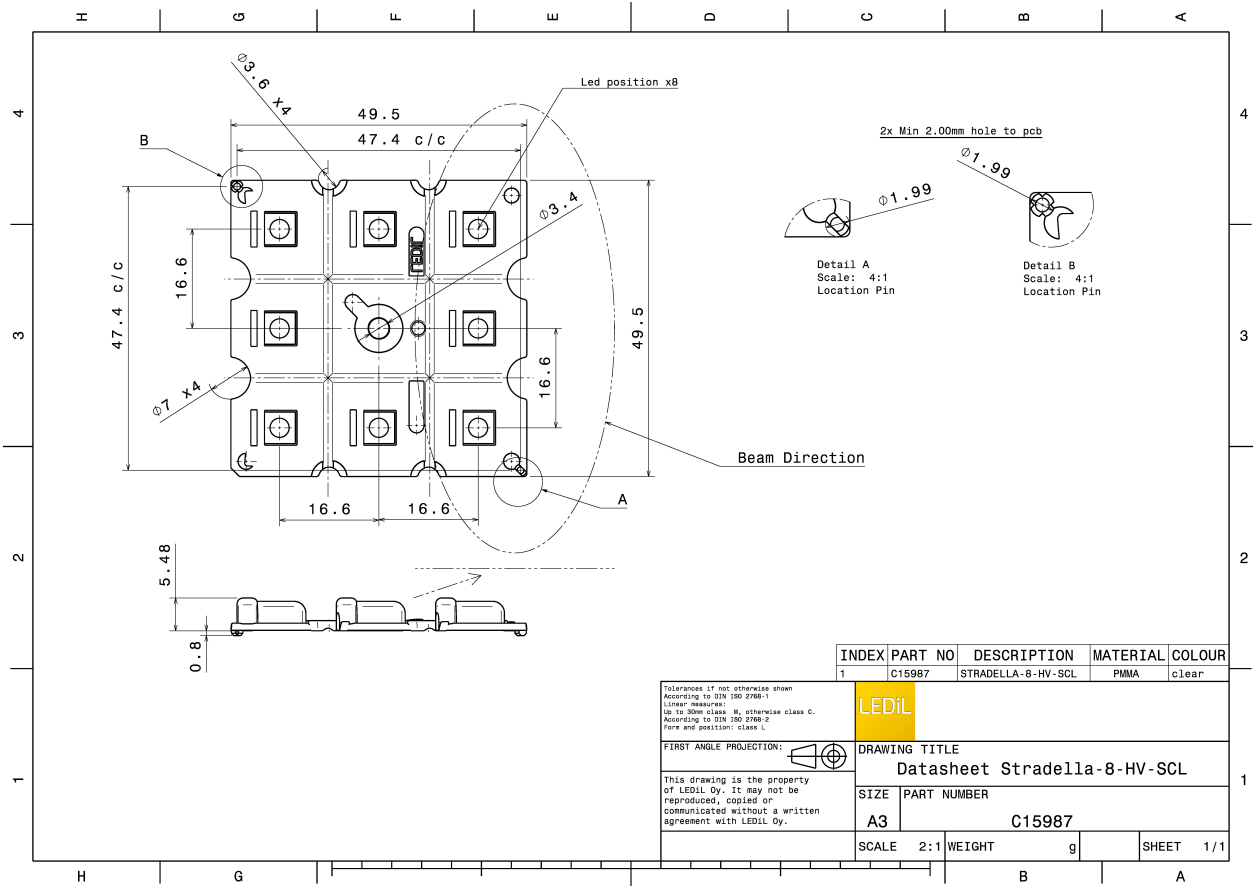 H G F E D C B A
4
4
3
3
2
2
1
1
Ø3.6 x4
Led position x8
49.5
47.4 c/c
B
Ø3.4
LEDiL
16.6
47.4 c/c
49.5
16.6
Ø7 x4
Beam Direction
A
16.6
16.6
5.48
0.8
2x Min 2.00mm hole to pcb
Ø1.99
Ø1.99
Detail A
Scale: 4:1
Location Pin
Detail B
Scale: 4:1
Location Pin
INDEX PART NO DESCRIPTION MATERIAL COLOUR
1 C15987 STRADELLA-8-HV-SCL PMMA clear
Tolerances if not otherwise shown
According to DIN ISO 2768-1
Linear measures:
Up to 30mm class M, otherwise class C.
According to DIN ISO 2768-2
Form and position: class L
LEDiL
FIRST ANGLE PROJECTION:
DRAWING TITLE
Datasheet Stradella-8-HV-SCL
This drawing is the property
of LEDiL Oy. It may not be
reproduced, copied or
communicated without a written
agreement with LEDiL Oy.
SIZE PART NUMBER
A3 C15987
SCALE 2:1 WEIGHT g SHEET 1/1
H G B A